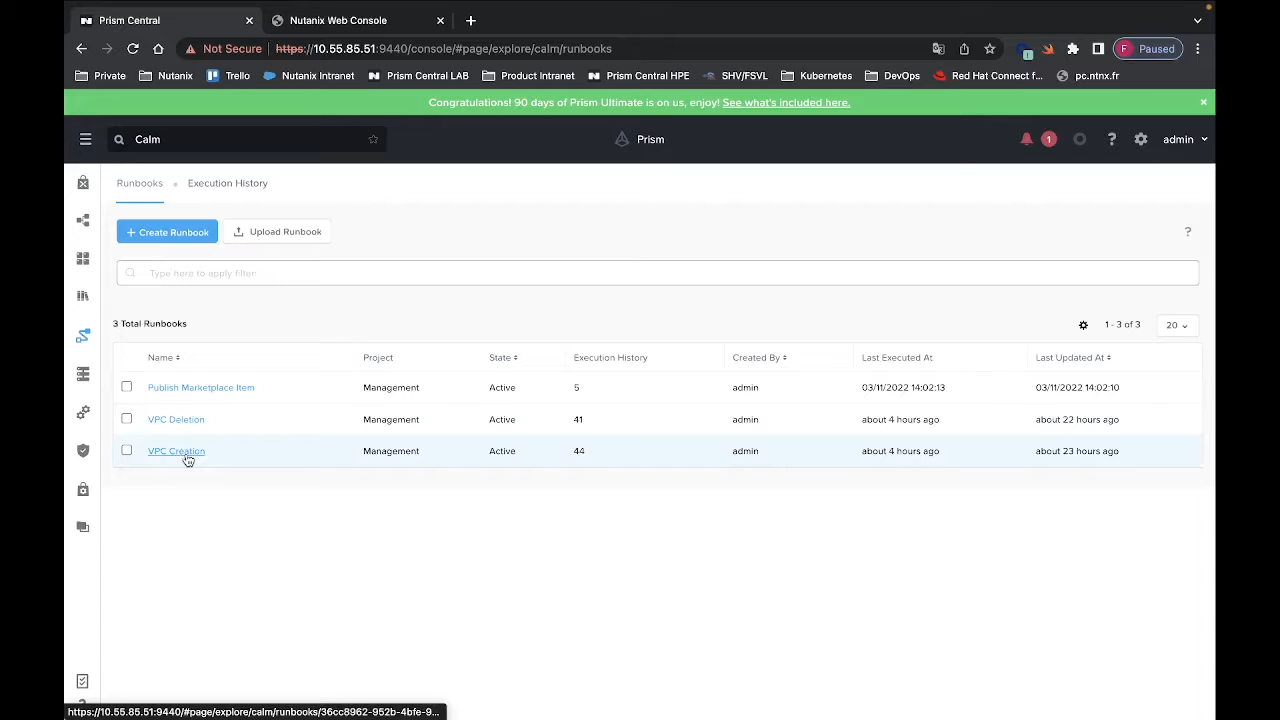 Prism Central
Nutanix Web Console
Not Secure https://10.55.85.51:9440/console/#page/explore/calm/runbooks
F Paused
Private Nutanix Trello Nutanix Intranet Prism Central LAB Product Intranet Prism Central HPE SHV/FSVL Kubernetes DevOps Red Hat Connect f... pc.ntnx.fr
Congratulations! 90 days of Prism Ultimate is on us, enjoy! See what's included here.
Calm
Prism
1
?
admin
Runbooks
Execution History
+ Create Runbook
Upload Runbook
?
Type here to apply filter
3 Total Runbooks
1 - 3 of 3
20
Name Project State Execution History Created By Last Executed At Last Updated At
Publish Marketplace Item Management Active 5 admin 03/11/2022 14:02:13 03/11/2022 14:02:10
VPC Deletion Management Active 41 admin about 4 hours ago about 22 hours ago
VPC Creation Management Active 44 admin about 4 hours ago about 23 hours ago
https://10.55.85.51:9440/#page/explore/calm/runbooks/36cc8962-952b-4bfe-9...